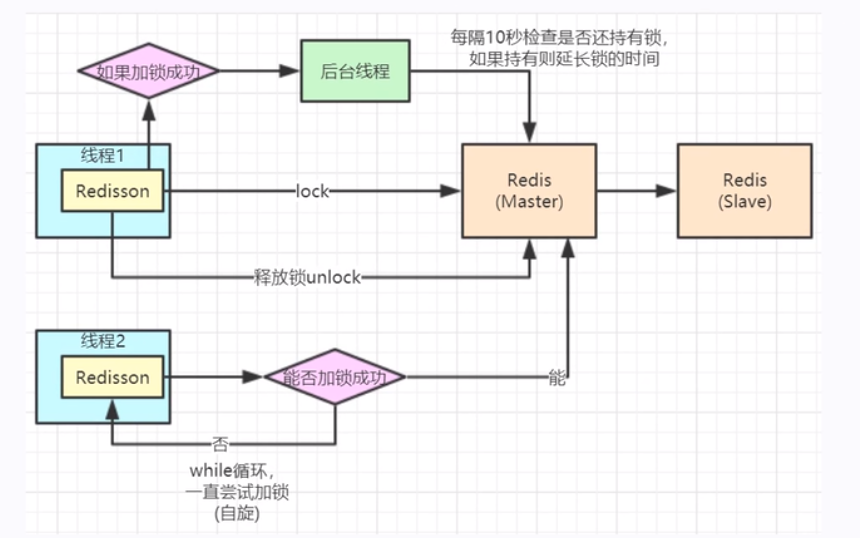 每隔10秒检查是否还持有锁，
如果持有则延长锁的时间
如果加锁成功
后台线程
线程1
Redisson
lock
Redis
(Master)
Redis
(Slave)
释放锁unlock
线程2
Redisson
能否加锁成功
能
否
while循环，
一直尝试加锁
(自旋)